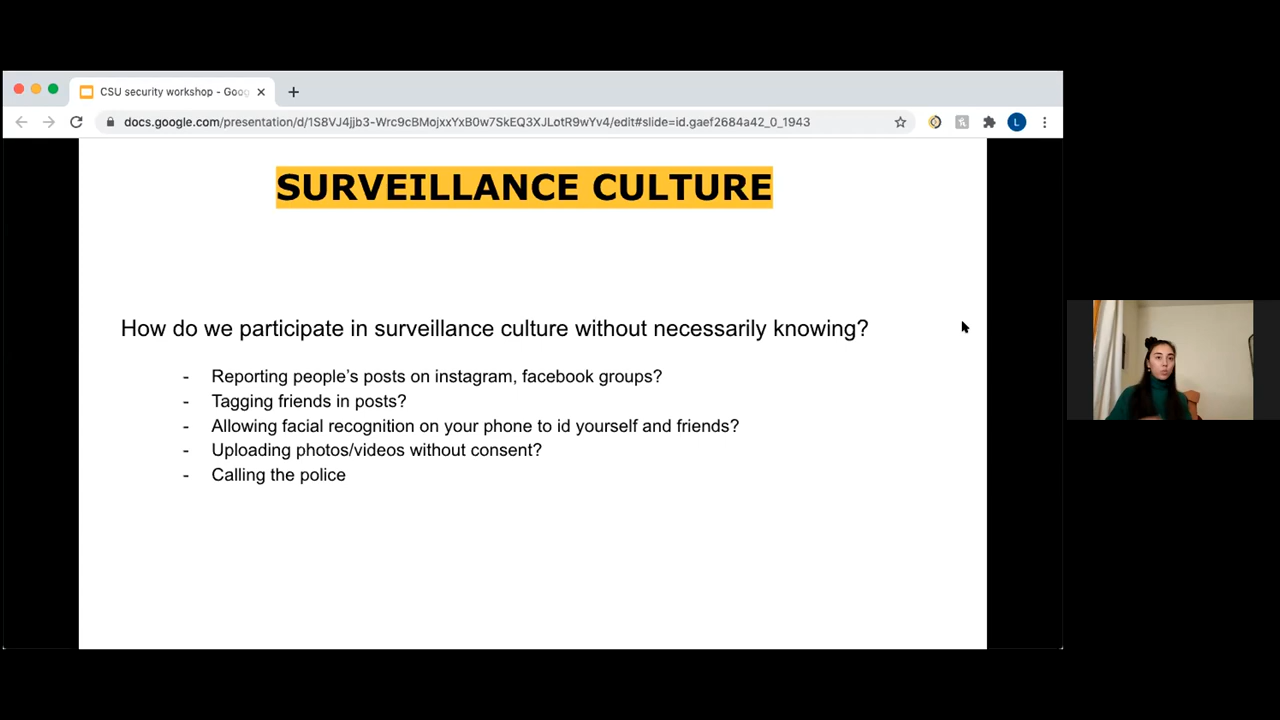 CSU security workshop - Goog
docs.google.com/presentation/d/1S8VJ4jjb3-Wrc9cBMojxxYxB0w7SkEQ3XJLotR9wYv4/edit#slide=id.gaef2684a42_0_1943
L
SURVEILLANCE CULTURE
How do we participate in surveillance culture without necessarily knowing?
- Reporting people’s posts on instagram, facebook groups?
- Tagging friends in posts?
- Allowing facial recognition on your phone to id yourself and friends?
- Uploading photos/videos without consent?
- Calling the police